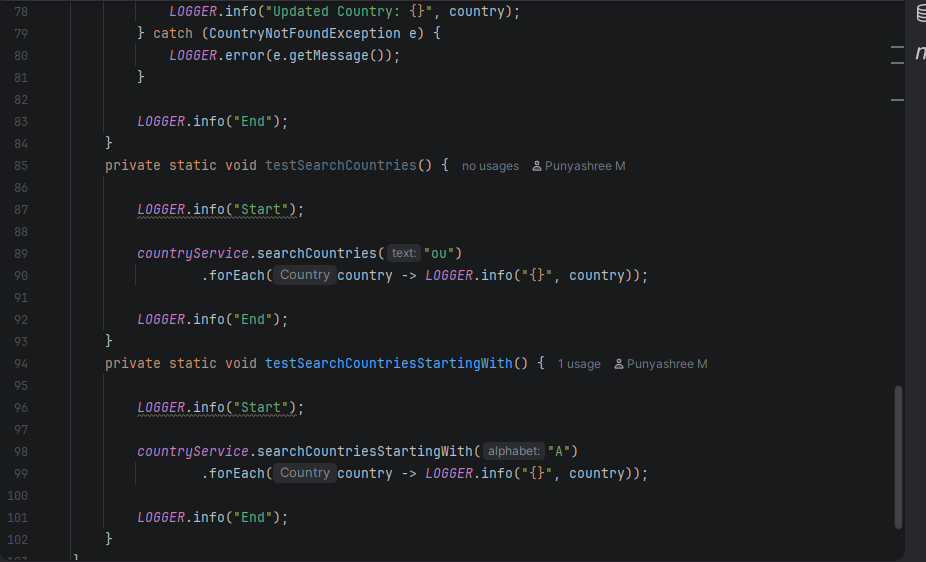 78 LOGGER.info("Updated Country: {}", country);
79 } catch (CountryNotFoundException e) {
80 LOGGER.error(e.getMessage());
81 }
82
83 LOGGER.info("End");
84 }
85 private static void testSearchCountries() { no usages Punyashree M
86
87 LOGGER.info("Start");
88
89 countryService.searchCountries( text: "ou")
90 .forEach( Country country -> LOGGER.info("{}", country));
91
92 LOGGER.info("End");
93 }
94 private static void testSearchCountriesStartingWith() { 1 usage Punyashree M
95
96 LOGGER.info("Start");
97
98 countryService.searchCountriesStartingWith( alphabet: "A")
99 .forEach( Country country -> LOGGER.info("{}", country));
100
101 LOGGER.info("End");
102 }
103 }